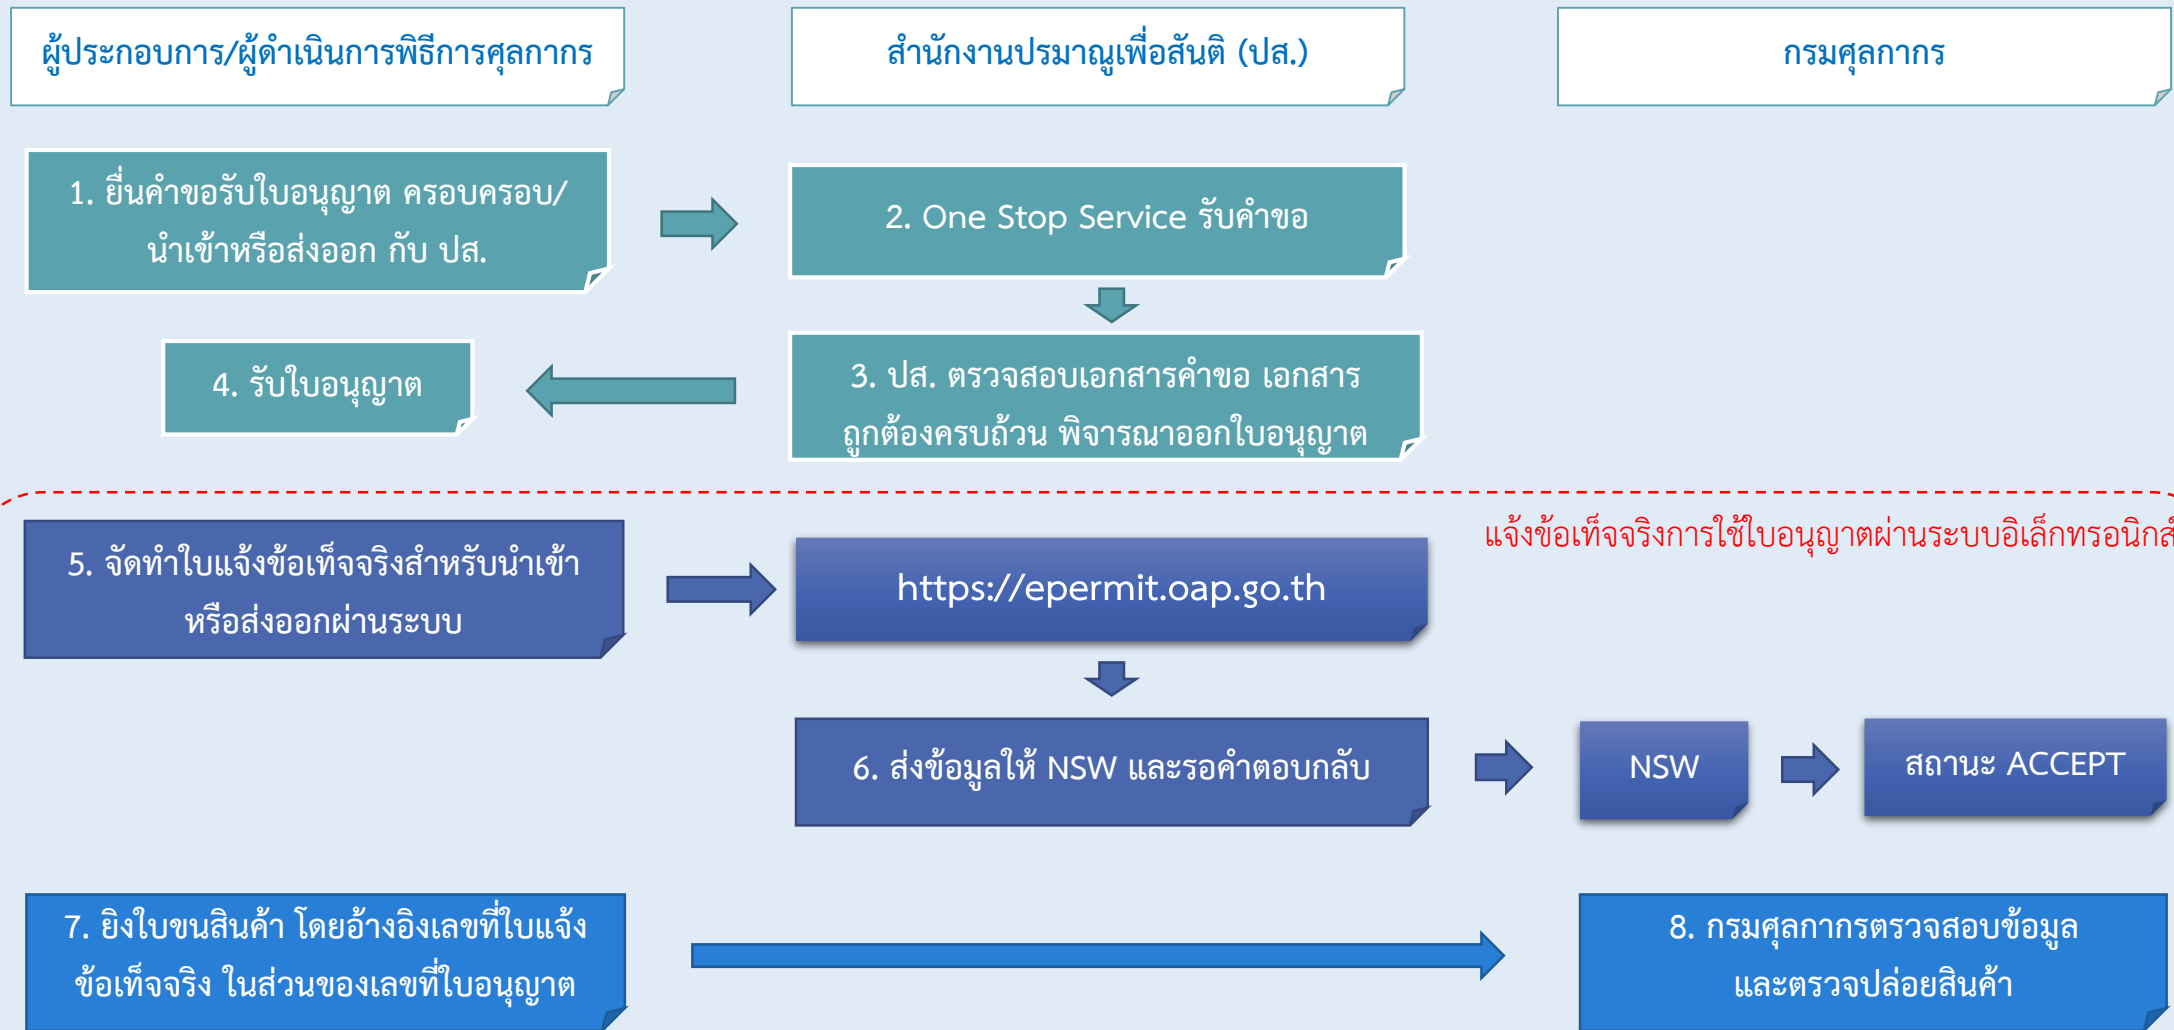 ผู้ประกอบการ/ผู้ดำเนินการพิธีการศุลกากร
สำนักงานปรมาณูเพื่อสันติ (ปส.)
กรมศุลกากร
1. ยื่นคำขอรับใบอนุญาต ครอบครอบ/
นำเข้าหรือส่งออก กับ ปส.
2. One Stop Service รับคำขอ
3. ปส. ตรวจสอบเอกสารคำขอ เอกสาร
ถูกต้องครบถ้วน พิจารณาออกใบอนุญาต
4. รับใบอนุญาต
แจ้งข้อเท็จจริงการใช้ใบอนุญาตผ่านระบบอิเล็กทรอนิกส์
5. จัดทำใบแจ้งข้อเท็จจริงสำหรับนำเข้า
หรือส่งออกผ่านระบบ
https://epermit.oap.go.th
6. ส่งข้อมูลให้ NSW และรอคำตอบกลับ
NSW
สถานะ ACCEPT
7. ยิงใบขนสินค้า โดยอ้างอิงเลขที่ใบแจ้ง
ข้อเท็จจริง ในส่วนของเลขที่ใบอนุญาต
8. กรมศุลกากรตรวจสอบข้อมูล
และตรวจปล่อยสินค้า